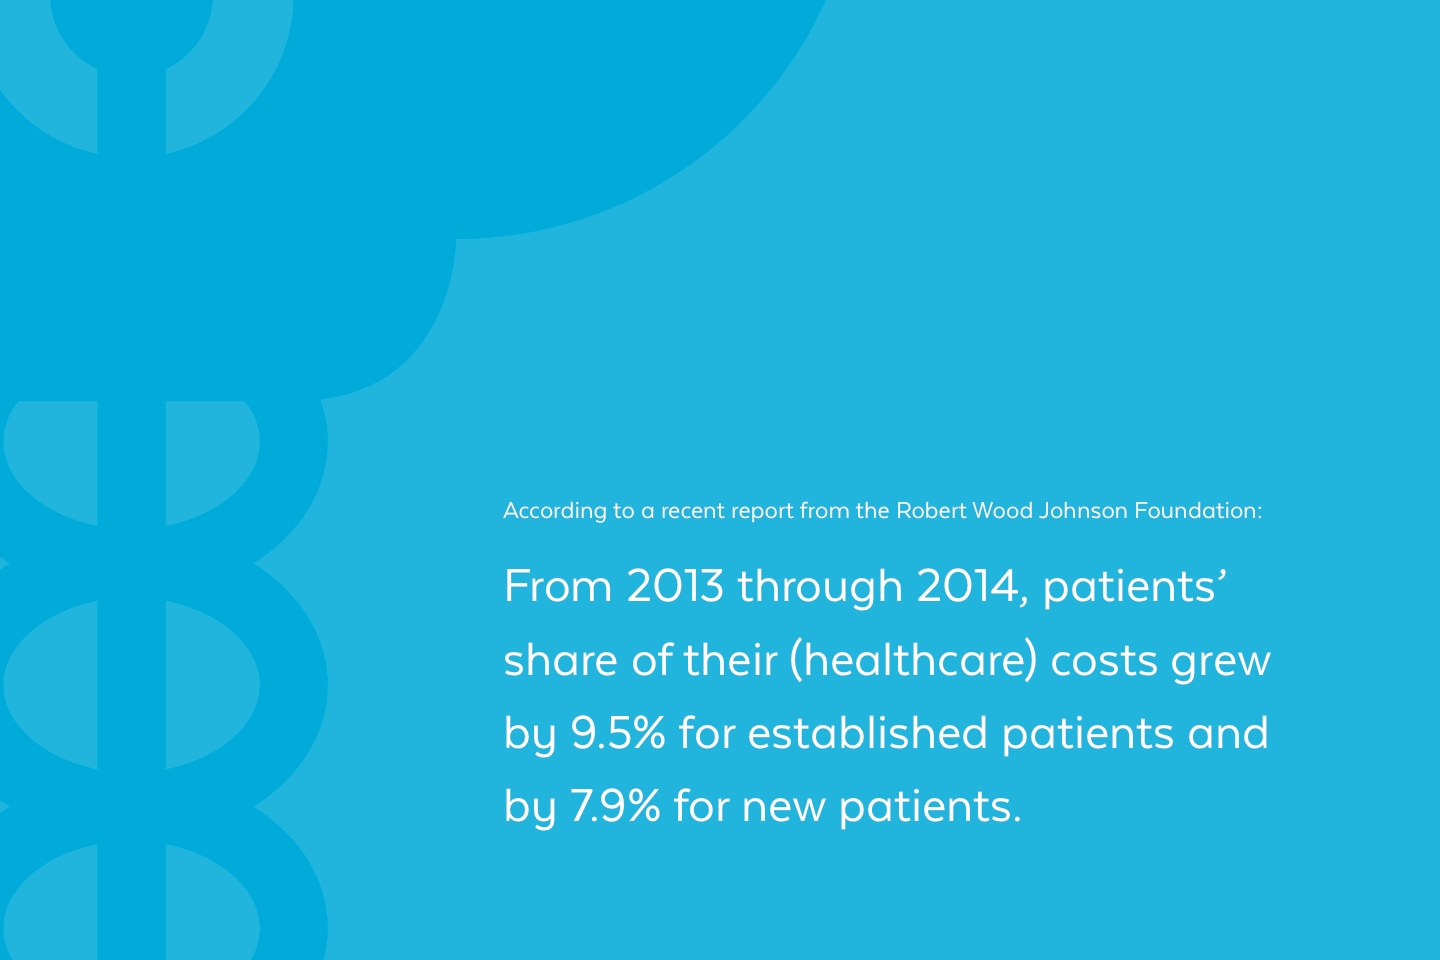 According to a recent report from the Robert Wood Johnson Foundation:
From 2013 through 2014, patients’
share of their (healthcare) costs grew
by 9.5% for established patients and
by 7.9% for new patients.